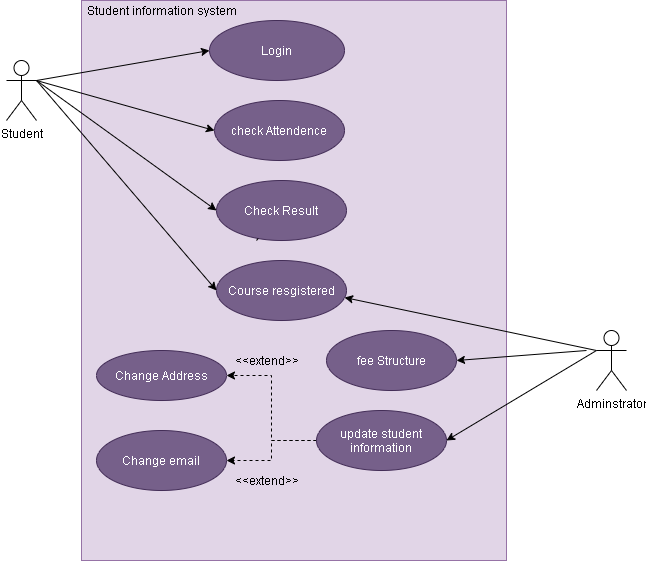 Student information system
Login
Student
check Attendence
Check Result
Course resgistered
<<extend>>
fee Structure
Change Address
Adminstrator
update student
information
Change email
<<extend>>